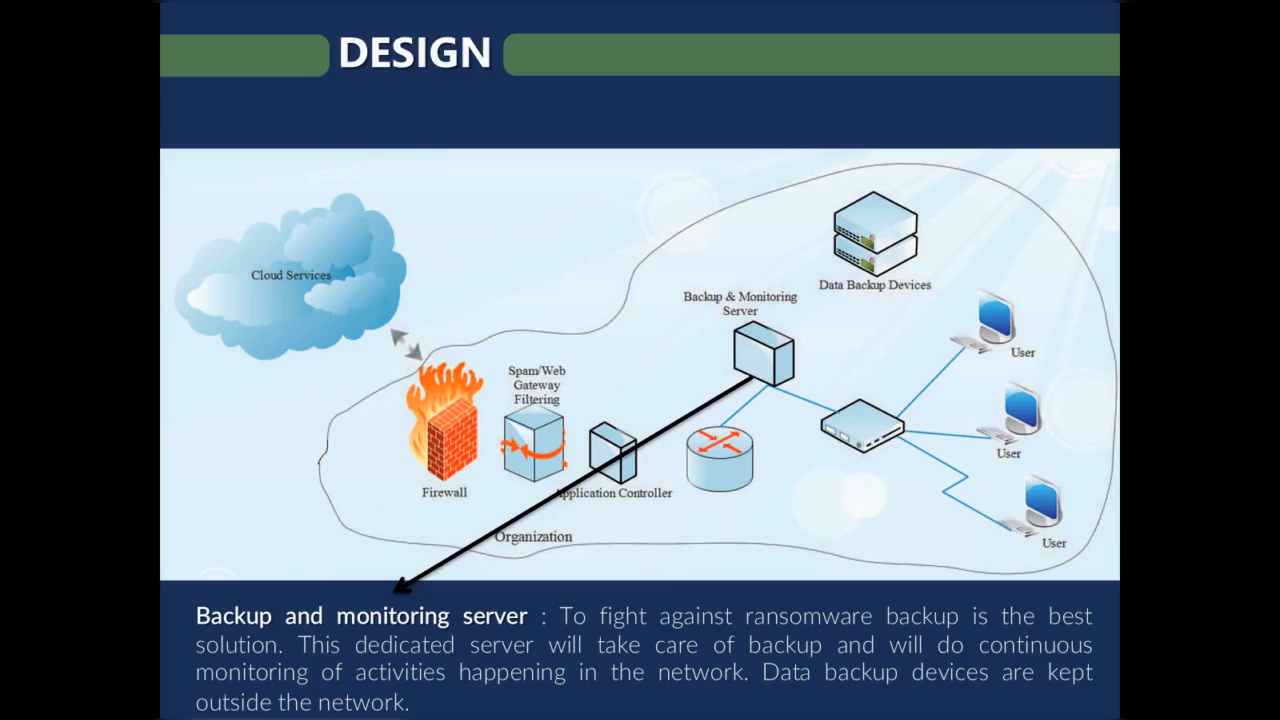 DESIGN
Cloud Services
Data Backup Devices
Backup & Monitoring
Server
User
Spam/Web
Gateway
Filtering
User
Firewall
Application Controller
Organization
User
Backup and monitoring server : To fight against ransomware backup is the best
solution. This dedicated server will take care of backup and will do continuous
monitoring of activities happening in the network. Data backup devices are kept
outside the network.